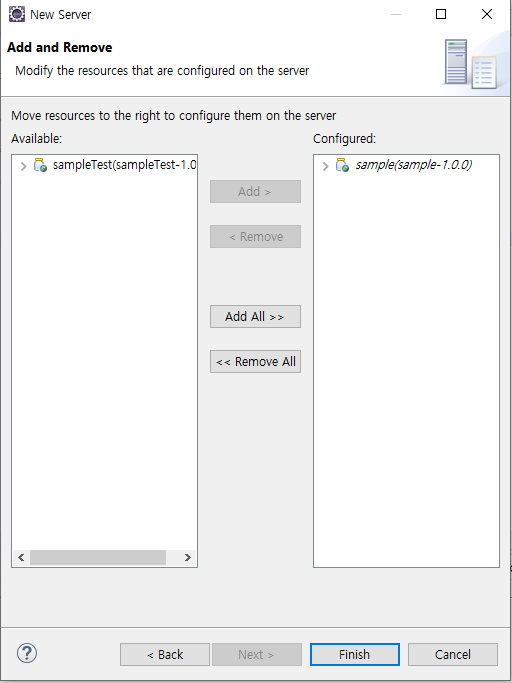 New Server
Add and Remove
Modify the resources that are configured on the server
Move resources to the right to configure them on the server
Available:
Configured:
sampleTest(sampleTest-1.0
sample(sample-1.0.0)
Add >
< Remove
Add All >>
<< Remove All
< Back
Next >
Finish
Cancel